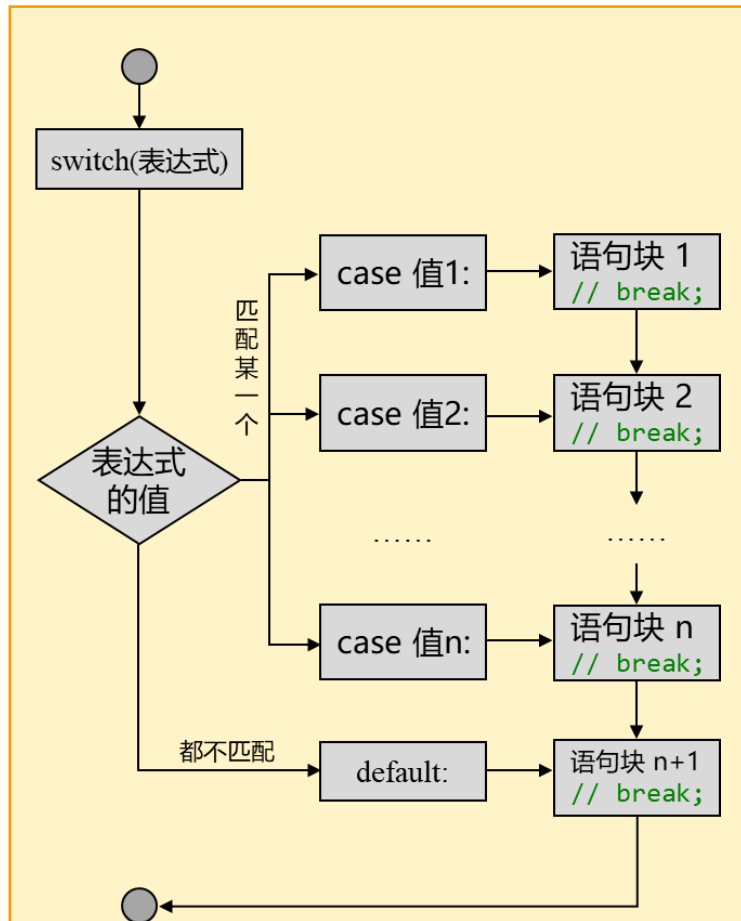 switch(表达式)
case 值1:
语句块 1
// break;
匹配某一个
case 值2:
语句块 2
// break;
表达式
的值
……
……
case 值n:
语句块 n
// break;
都不匹配
default:
语句块 n+1
// break;